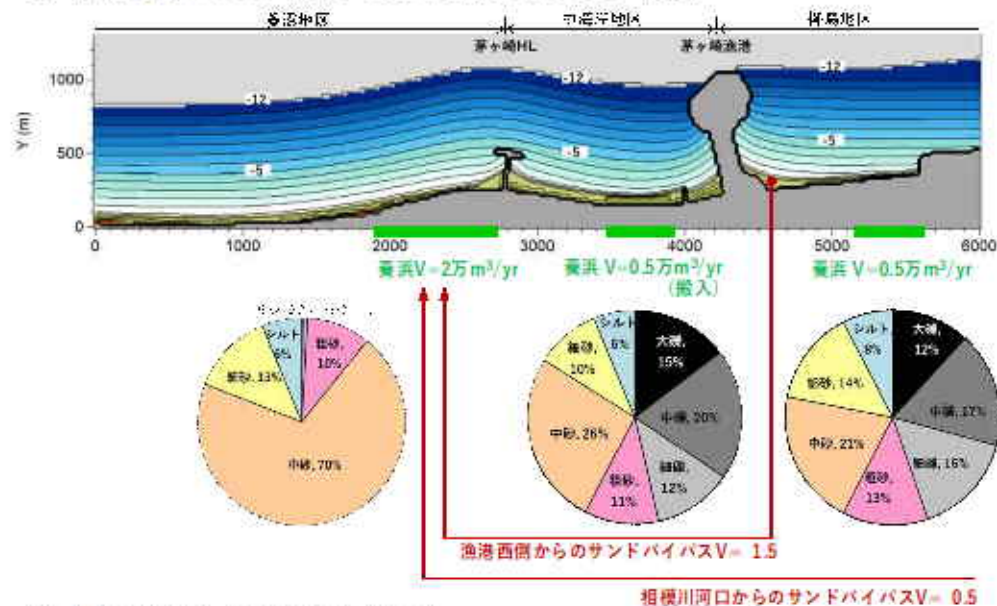 茅ヶ崎HL
茅ヶ崎漁港
Y (m)
1000
500
0
-12
-12
-12
-5
-5
-5
0
1000
2000
3000
4000
5000
6000
養浜V=2万m³/yr
養浜 V=0.5万m³/yr
(搬入)
養浜 V=0.5万m³/yr
シルト
6%
粗砂,
10%
細砂, 13%
中砂, 70%
シルト
6%
大礫,
15%
細砂,
10%
中礫, 20%
中砂, 26%
細礫,
12%
粗砂,
11%
シルト
8%
大礫,
12%
細砂, 14%
中礫, 17%
中砂, 21%
細礫, 16%
粗砂,
13%
漁港西側からのサンドバイパスV= 1.5
相模川河口からのサンドバイパスV= 0.5